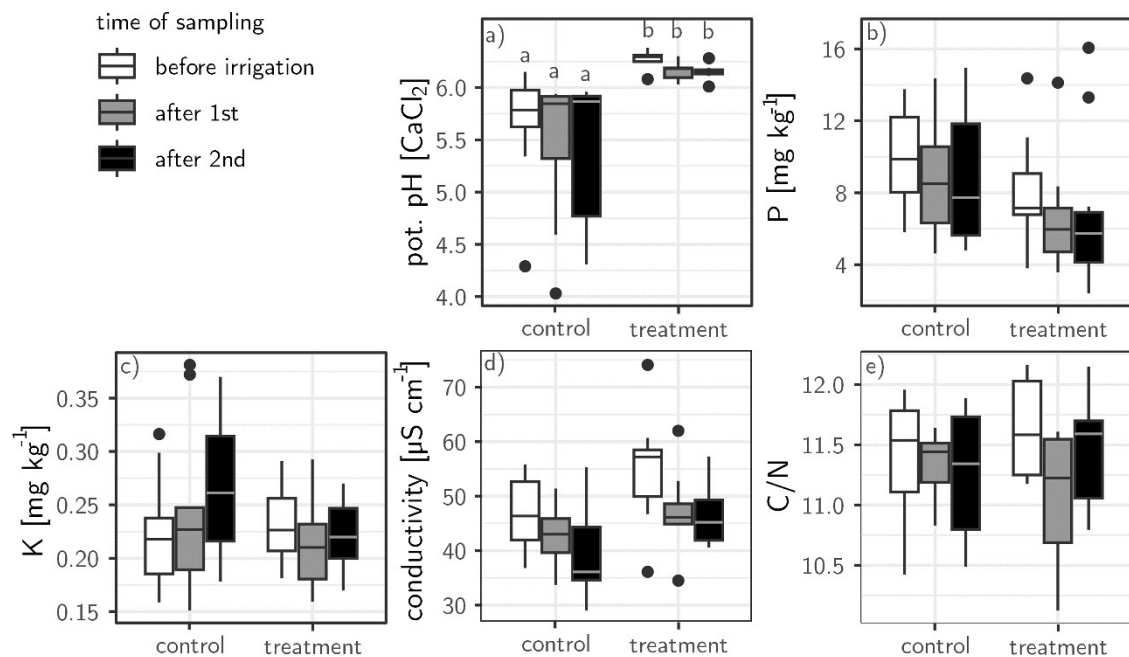 time of sampling
before irrigation
after 1st
after 2nd
a)
a a a b b b
pot. pH [CaCl2]
6.0
5.5
5.0
4.5
4.0
control treatment
b)
P [mg kg-1]
16
12
8
4
control treatment
c)
K [mg kg-1]
0.35
0.30
0.25
0.20
0.15
control treatment
d)
conductivity [µS cm-1]
70
60
50
40
30
control treatment
e)
C/N
12.0
11.5
11.0
10.5
control treatment